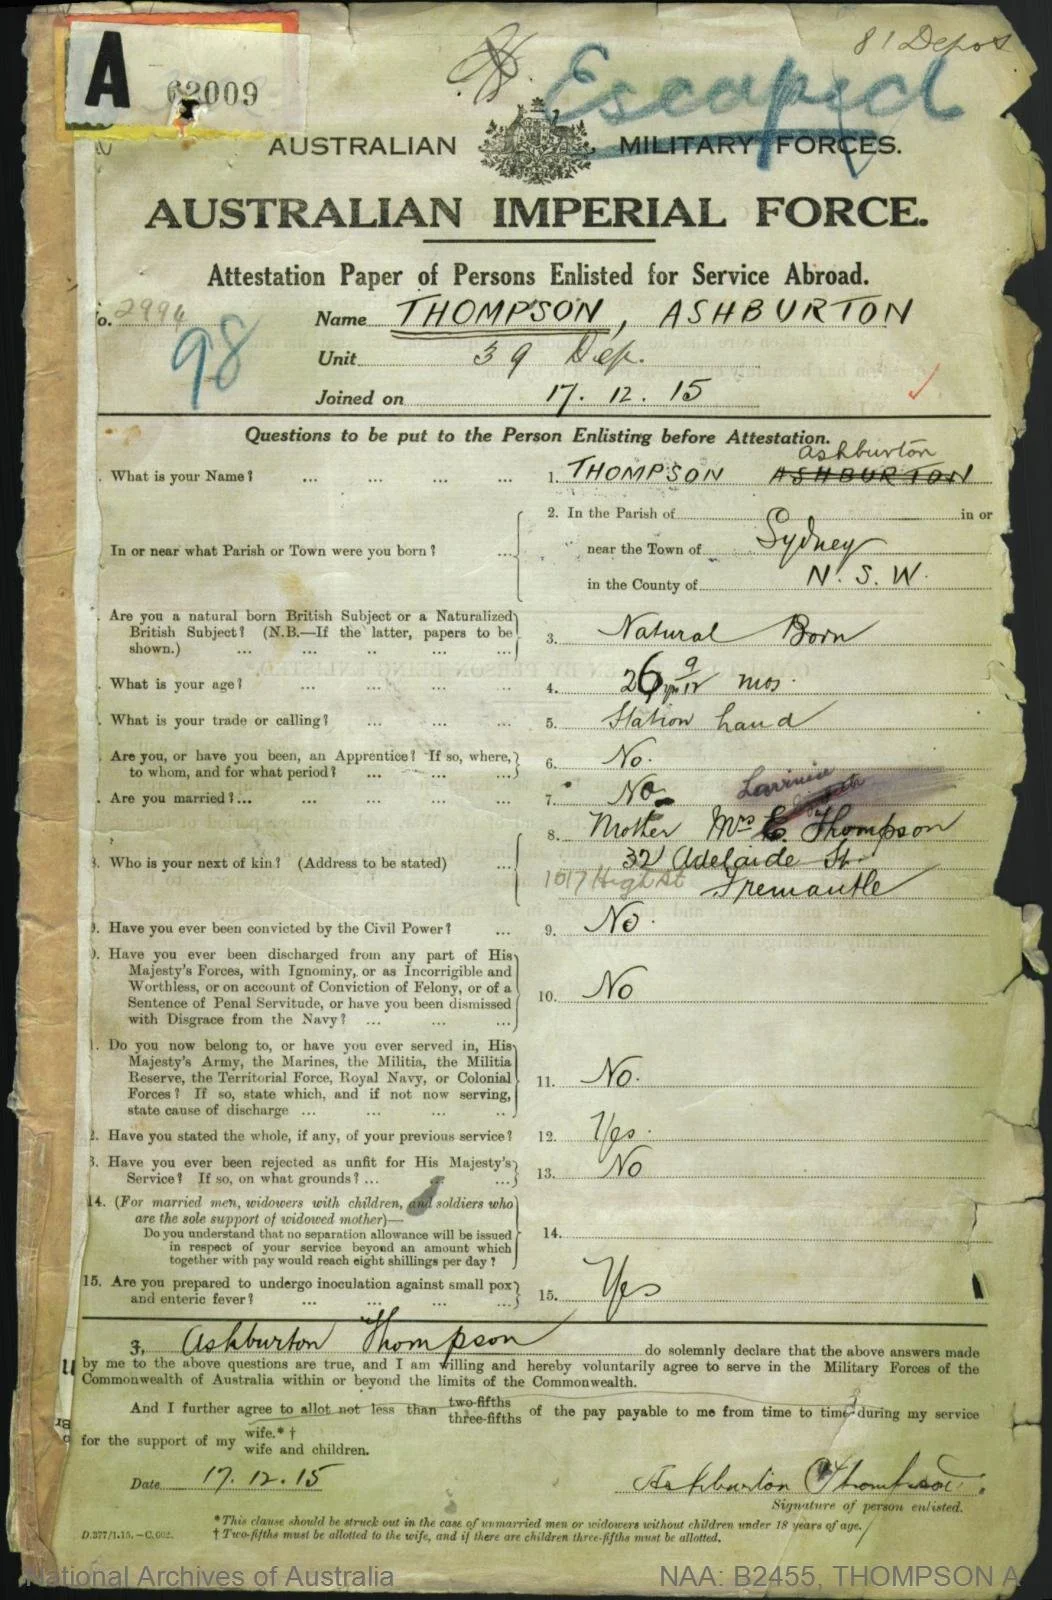 A
62009
81 Depot
Escaped
AUSTRALIAN MILITARY FORCES.
AUSTRALIAN IMPERIAL FORCE.
Attestation Paper of Persons Enlisted for Service Abroad.
o. 2994
98
Name THOMPSON, ASHBURTON
Unit 39 Dep.
Joined on 17. 12. 15
Questions to be put to the Person Enlisting before Attestation.
Ashburton
. What is your Name? ... ... ... ... 1. THOMPSON ASHBURTON
2. In the Parish of in or
In or near what Parish or Town were you born? ... near the Town of Sydney
in the County of N. S. W.
. Are you a natural born British Subject or a Naturalized
British Subject? (N.B.—If the latter, papers to be
shown.) ... ... .. ... ... 3. Natural Born
. What is your age? ... ... ... .. 4. 26 9/12 mos.
. What is your trade or calling? ... ... ... 5. Station hand
. Are you, or have you been, an Apprentice? If so, where,
to whom, and for what period? ... ... ... 6. No.
. Are you married?... ... ... ... ... 7. No
Lavinia
8. Mother Mrs E. Thompson
3. Who is your next of kin? (Address to be stated) ... 32 Adelaide St.
1017 High St Fremantle
9. Have you ever been convicted by the Civil Power? ... 9. No.
0. Have you ever been discharged from any part of His
Majesty's Forces, with Ignominy, or as Incorrigible and
Worthless, or on account of Conviction of Felony, or of a
Sentence of Penal Servitude, or have you been dismissed
with Disgrace from the Navy? ... ... ... 10. No
1. Do you now belong to, or have you ever served in, His
Majesty's Army, the Marines, the Militia, the Militia
Reserve, the Territorial Force, Royal Navy, or Colonial
Forces? If so, state which, and if not now serving,
state cause of discharge ... ... ... .. 11. No.
2. Have you stated the whole, if any, of your previous service? 12. Yes.
3. Have you ever been rejected as unfit for His Majesty's
Service? If so, on what grounds? ... ... ... 13. No
14. (For married men, widowers with children, and soldiers who
are the sole support of widowed mother)—
Do you understand that no separation allowance will be issued
in respect of your service beyond an amount which
together with pay would reach eight shillings per day? 14.
15. Are you prepared to undergo inoculation against small pox
and enteric fever? ... ... ... ... 15. Yes
I, Ashburton Thompson do solemnly declare that the above answers made
by me to the above questions are true, and I am willing and hereby voluntarily agree to serve in the Military Forces of the
Commonwealth of Australia within or beyond the limits of the Commonwealth.
And I further agree to allot not less than two-fifths three-fifths of the pay payable to me from time to time during my service
for the support of my wife.*† wife and children.
Date 17. 12. 15 Ashburton Thompson.
Signature of person enlisted.
*This clause should be struck out in the case of unmarried men or widowers without children under 18 years of age.
D.377/1.15.—C.602. †Two-fifths must be allotted to the wife, and if there are children three-fifths must be allotted.
National Archives of Australia NAA: B2455, THOMPSON A